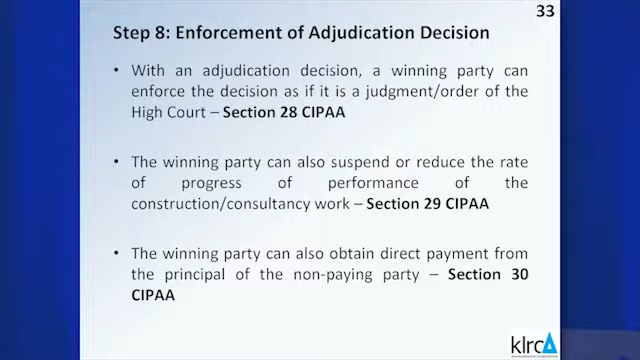 33
Step 8: Enforcement of Adjudication Decision
• With an adjudication decision, a winning party can
enforce the decision as if it is a judgment/order of the
High Court – Section 28 CIPAA
• The winning party can also suspend or reduce the rate
of progress of performance of the
construction/consultancy work – Section 29 CIPAA
• The winning party can also obtain direct payment from
the principal of the non-paying party – Section 30
CIPAA
klrca